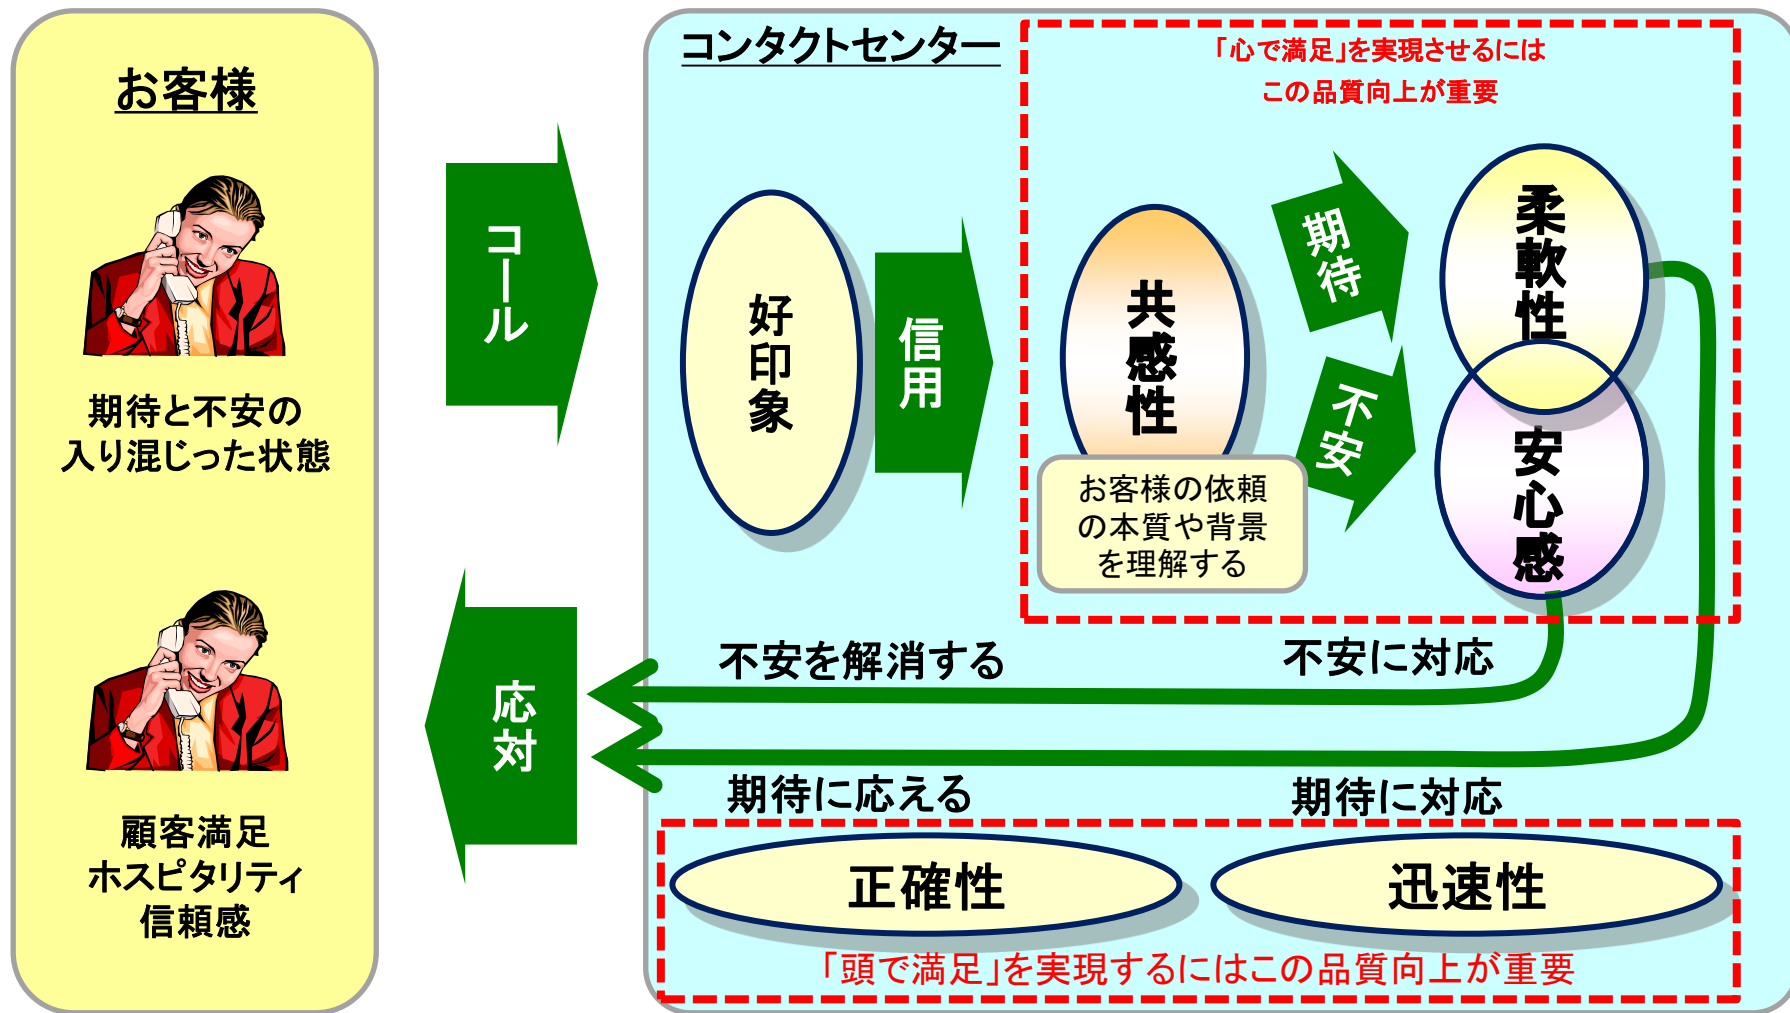 お客様
期待と不安の
入り混じった状態
顧客満足
ホスピタリティ
信頼感
コール
応対
コンタクトセンター
好印象
信用
「心で満足」を実現させるには
この品質向上が重要
共感性
お客様の依頼
の本質や背景
を理解する
期待
不安
柔軟性
安心感
不安を解消する
不安に対応
期待に応える
期待に対応
正確性
迅速性
「頭で満足」を実現するにはこの品質向上が重要